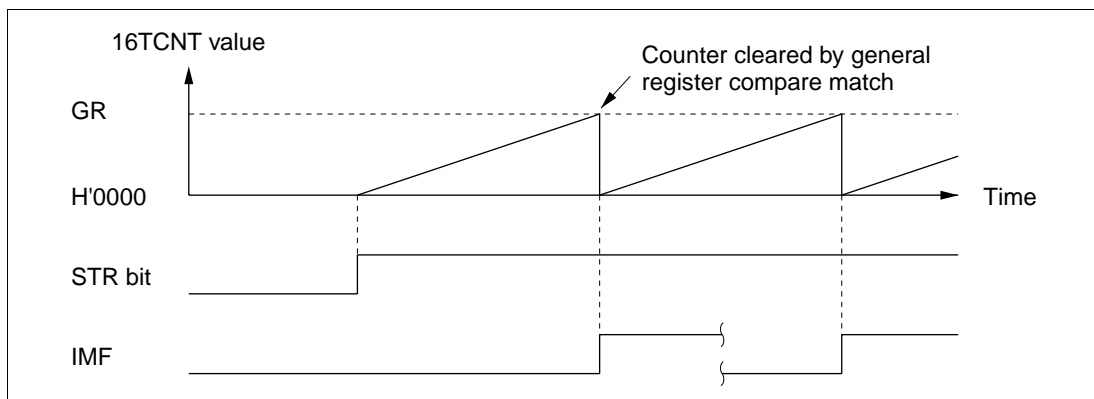 16TCNT value
Counter cleared by general
register compare match
GR
H'0000
Time
STR bit
IMF